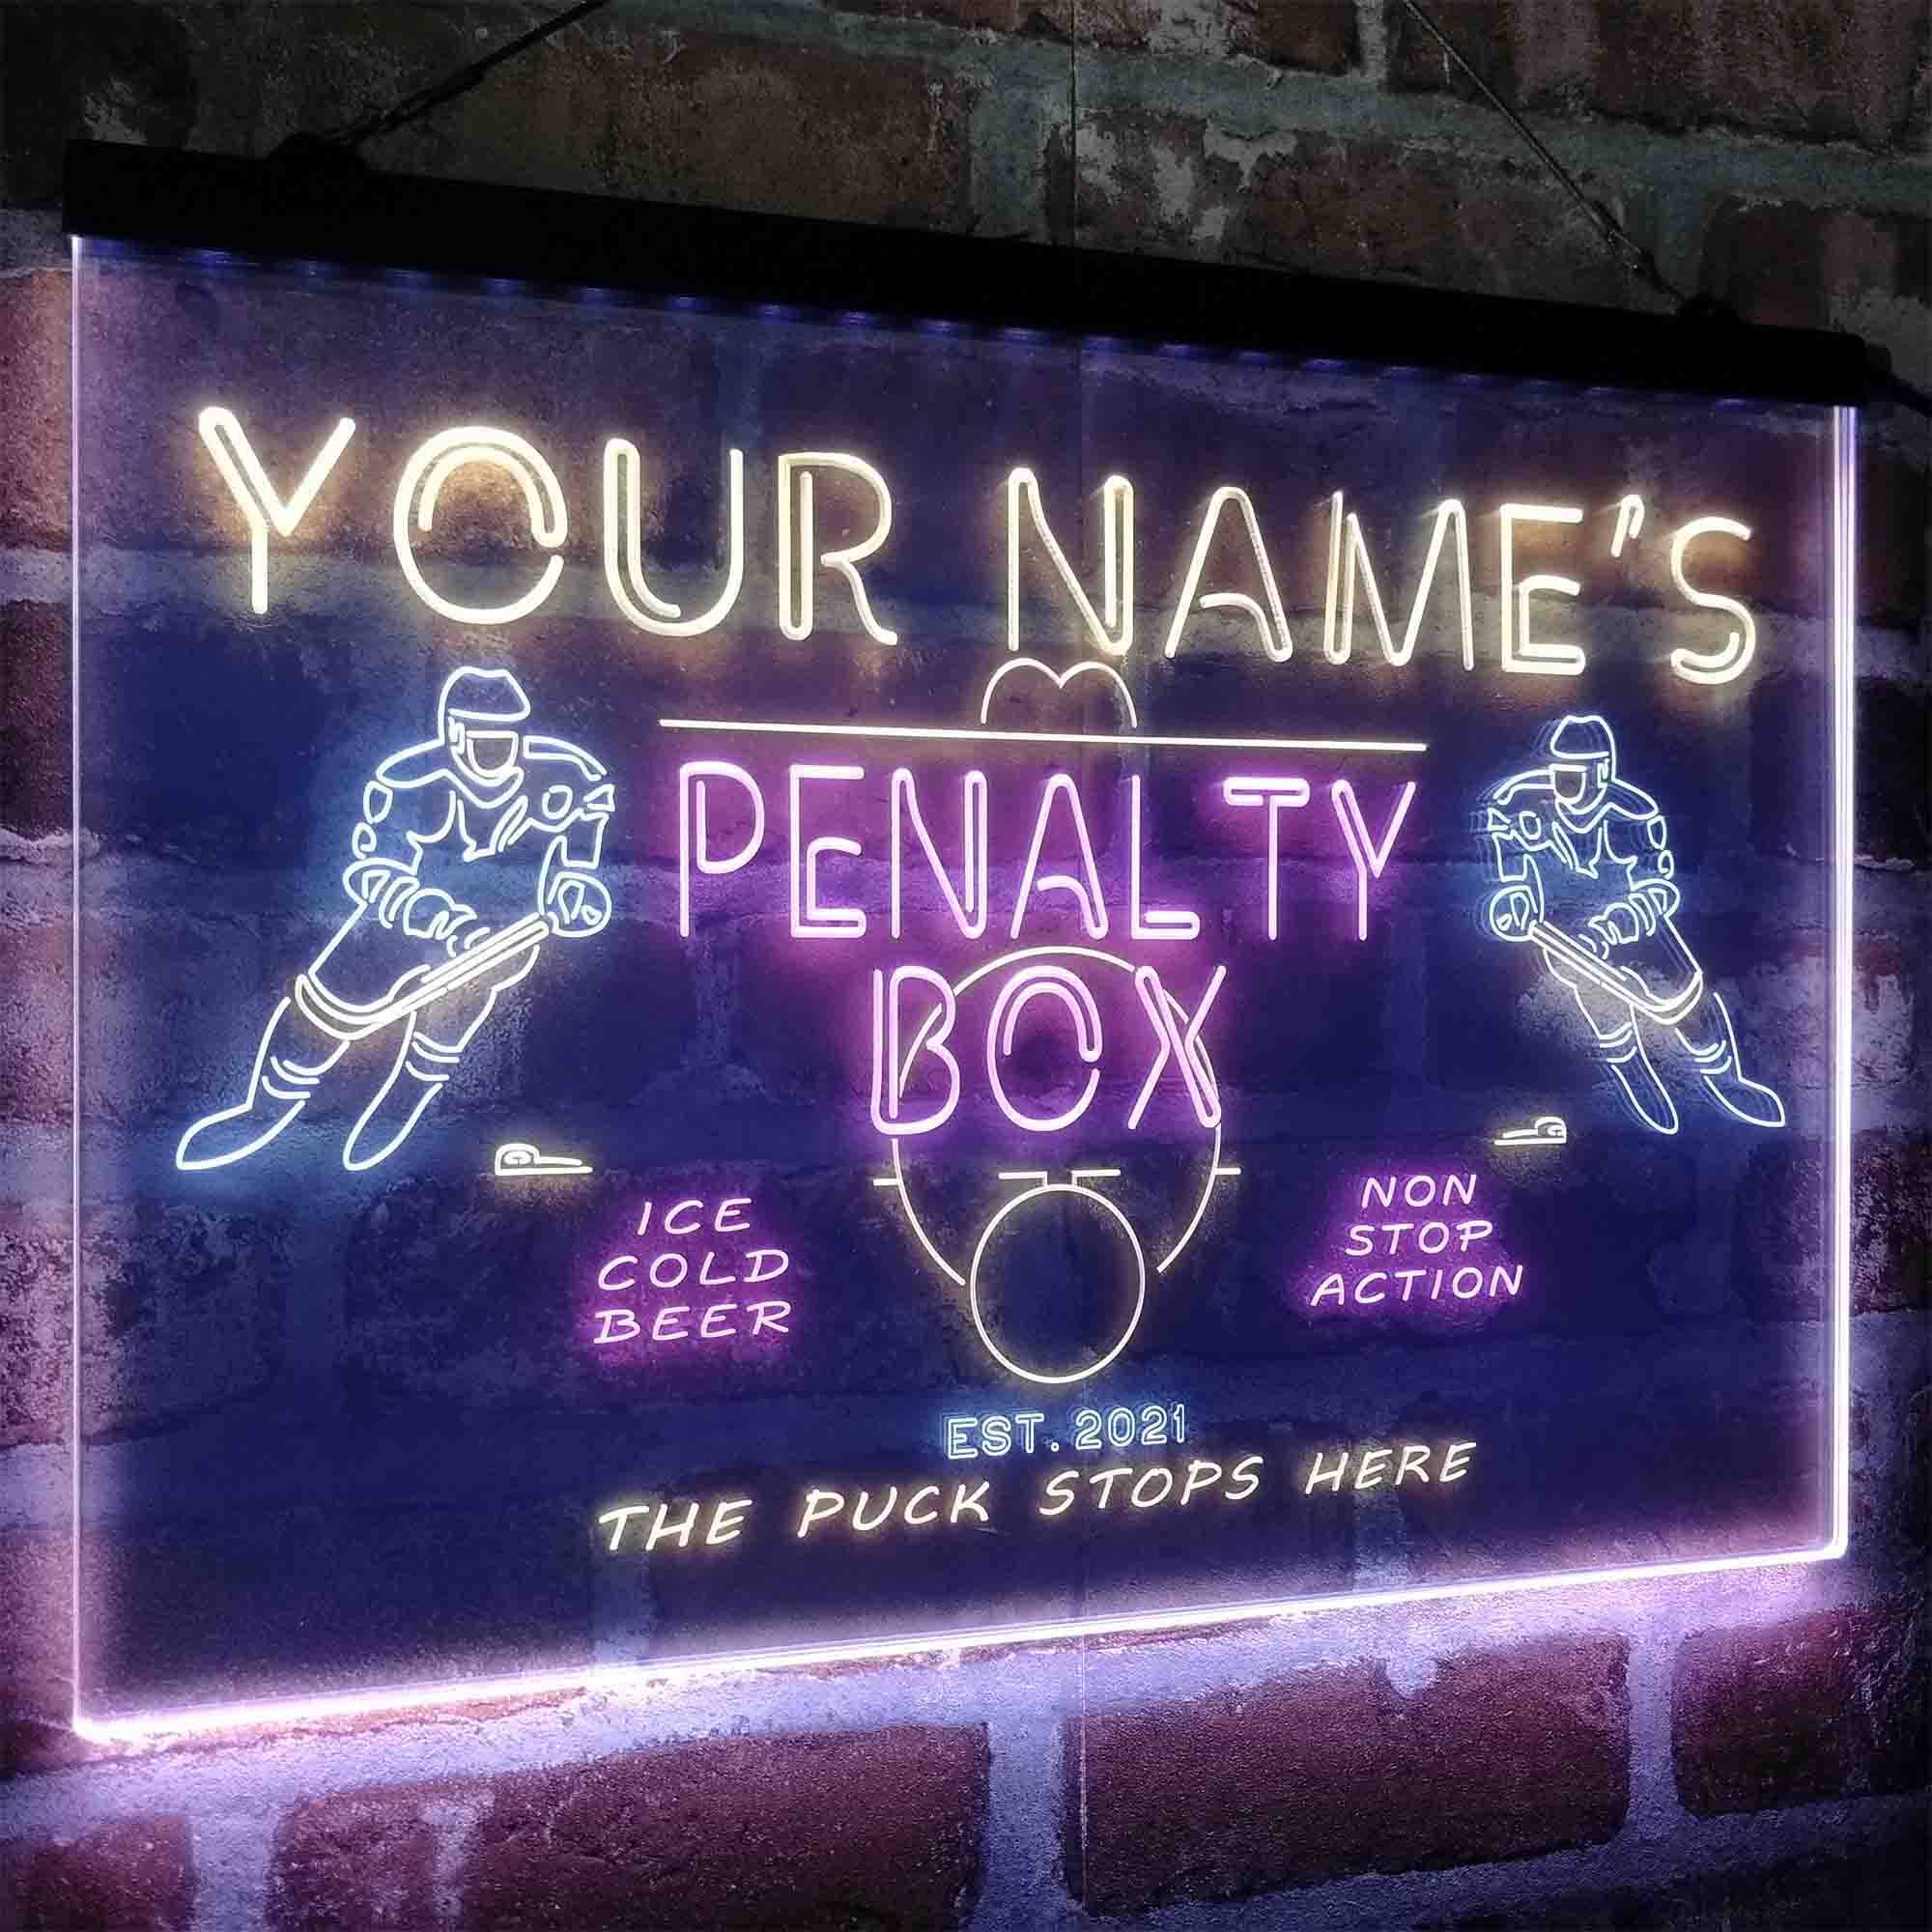 YOUR NAME'S
PENALTY
BOX
ICE
COLD
BEER
NON
STOP
ACTION
EST. 2021
THE PUCK STOPS HERE